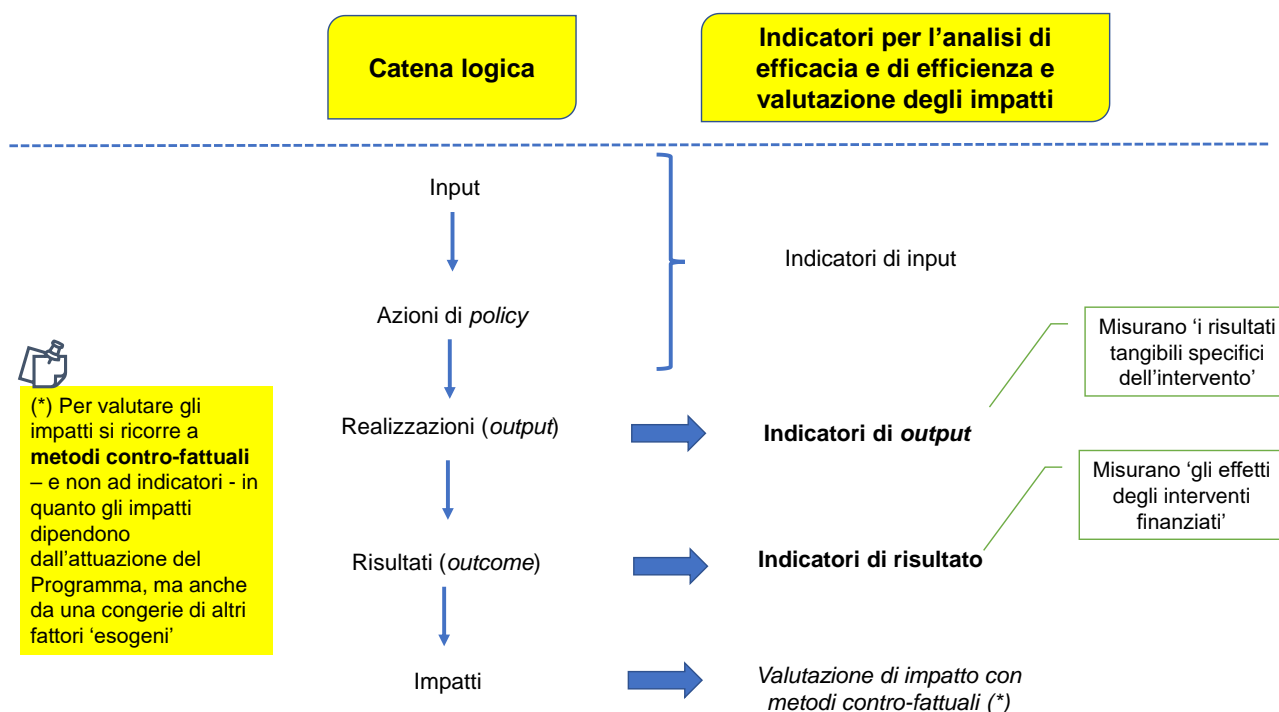 Catena logica
Indicatori per l'analisi di
efficacia e di efficienza e
valutazione degli impatti
Input
Indicatori di input
Azioni di policy
Misurano ‘i risultati
tangibili specifici
dell’intervento’
(*) Per valutare gli
impatti si ricorre a
metodi contro-fattuali
– e non ad indicatori - in
quanto gli impatti
dipendono
dall’attuazione del
Programma, ma anche
da una congerie di altri
fattori ‘esogeni’
Realizzazioni (output)
Indicatori di output
Misurano ‘gli effetti
degli interventi
finanziati’
Risultati (outcome)
Indicatori di risultato
Impatti
Valutazione di impatto con
metodi contro-fattuali (*)